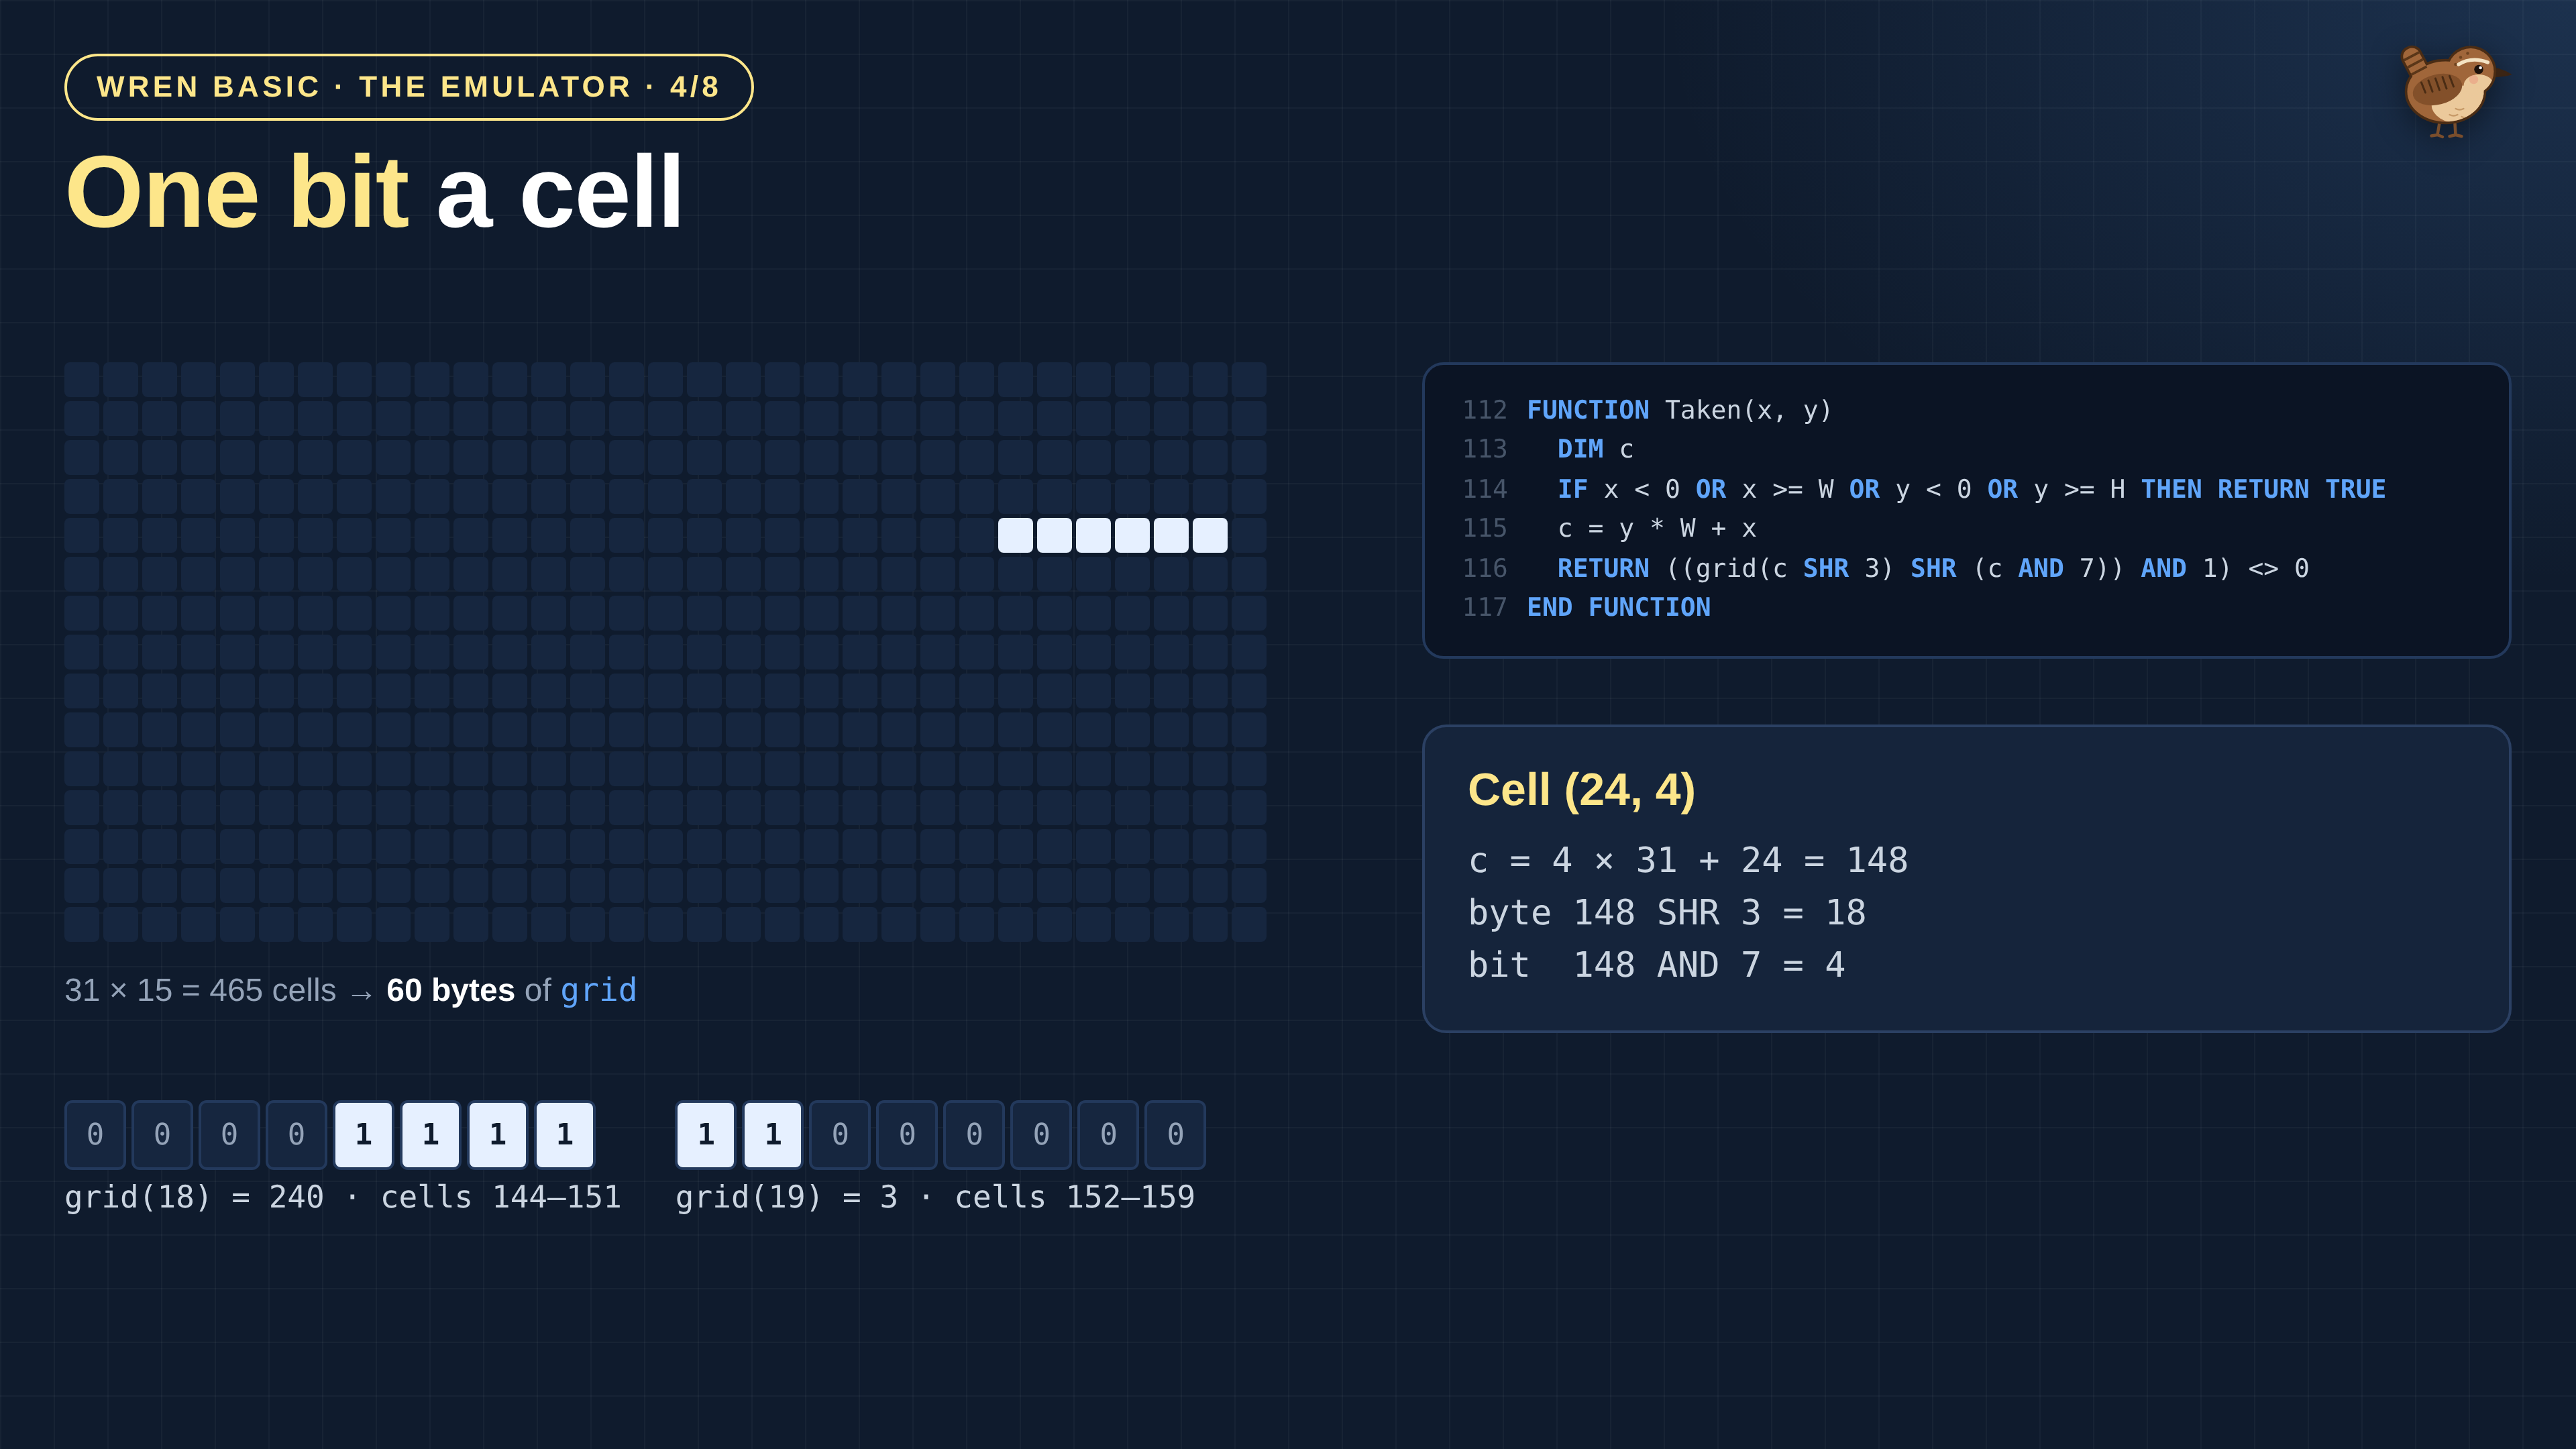 WREN BASIC · THE EMULATOR · 4/8
One bit a cell
31 × 15 = 465 cells → 60 bytes of grid
0 0 0 0 1 1 1 1
grid(18) = 240 · cells 144–151
1 1 0 0 0 0 0 0
grid(19) = 3 · cells 152–159
112 FUNCTION Taken(x, y)
113   DIM c
114   IF x < 0 OR x >= W OR y < 0 OR y >= H THEN RETURN TRUE
115   c = y * W + x
116   RETURN ((grid(c SHR 3) SHR (c AND 7)) AND 1) <> 0
117 END FUNCTION
Cell (24, 4)
c = 4 × 31 + 24 = 148
byte 148 SHR 3 = 18
bit  148 AND 7 = 4